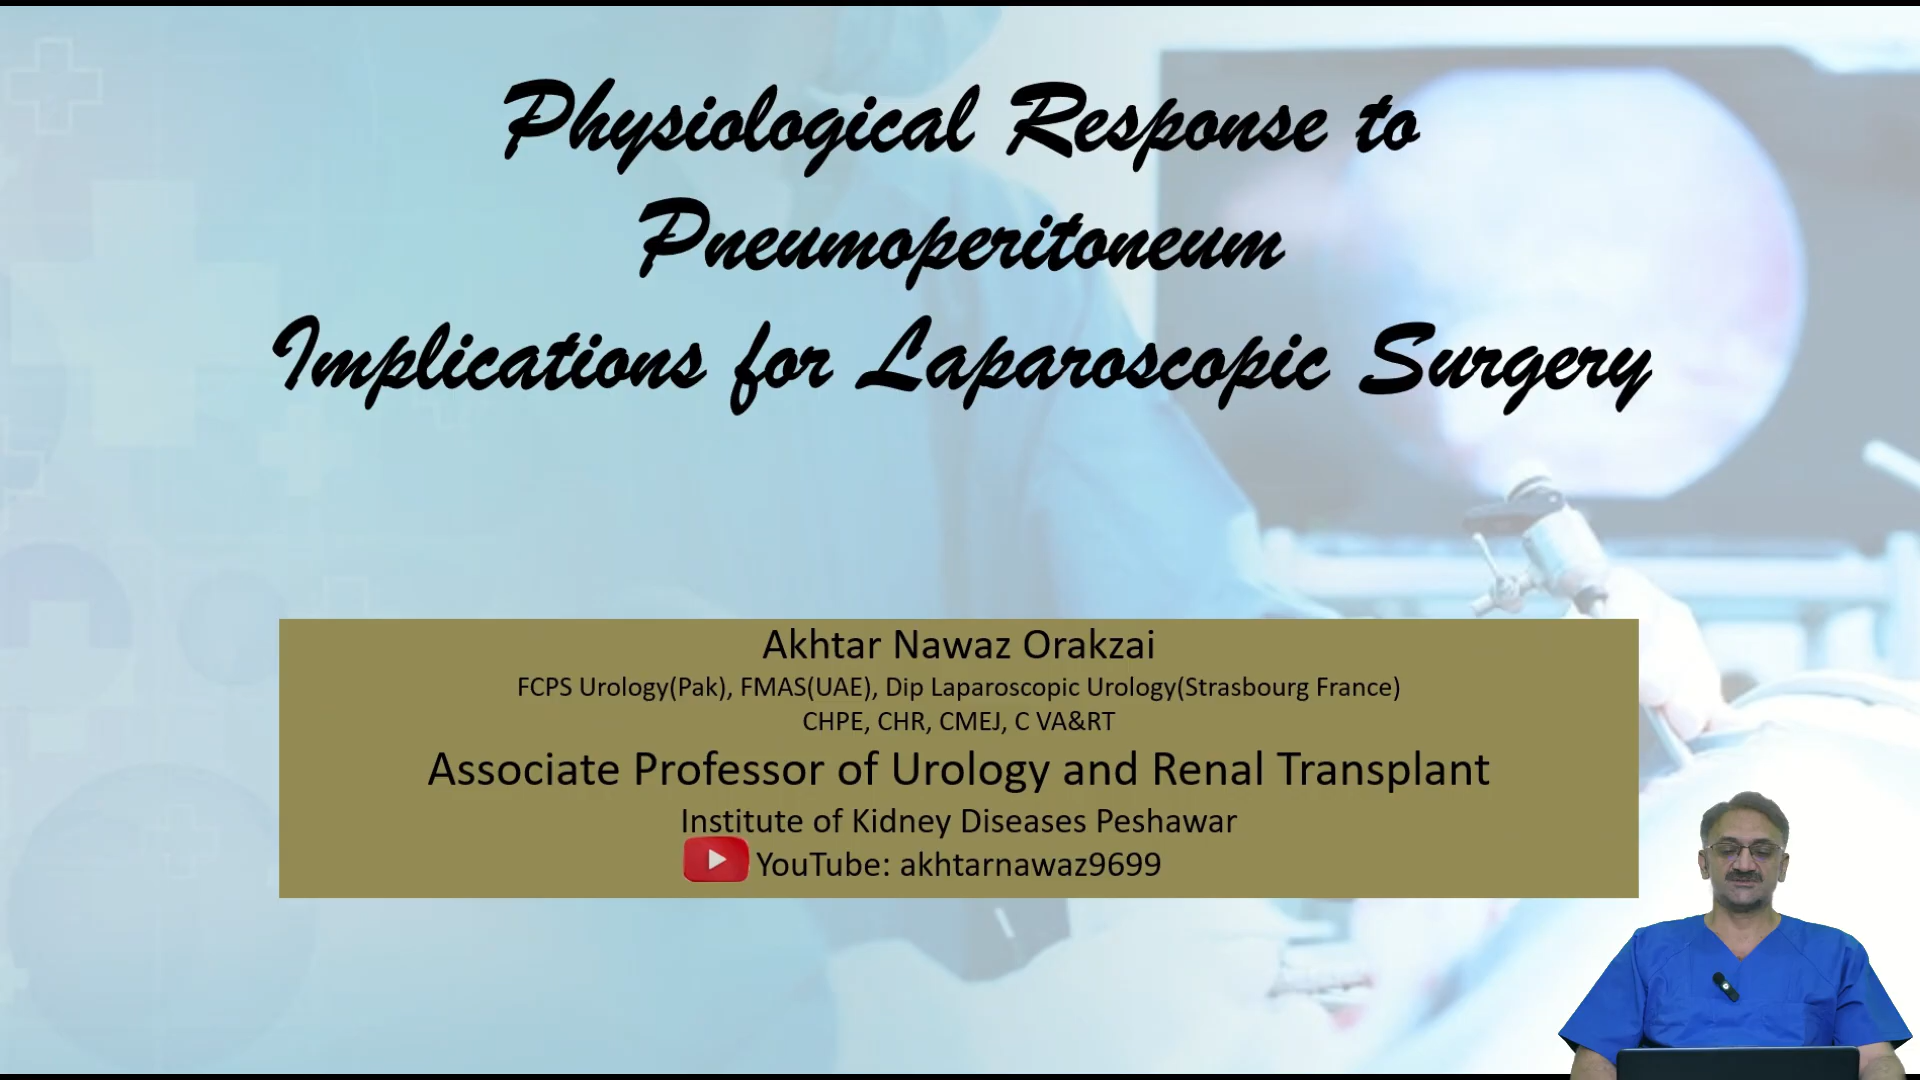 Physiological Response to
Pneumoperitoneum
Implications for Laparoscopic Surgery
Akhtar Nawaz Orakzai
FCPS Urology(Pak), FMAS(UAE), Dip Laparoscopic Urology(Strasbourg France)
CHPE, CHR, CMEJ, C VA&RT
Associate Professor of Urology and Renal Transplant
Institute of Kidney Diseases Peshawar
YouTube: akhtarnawaz9699